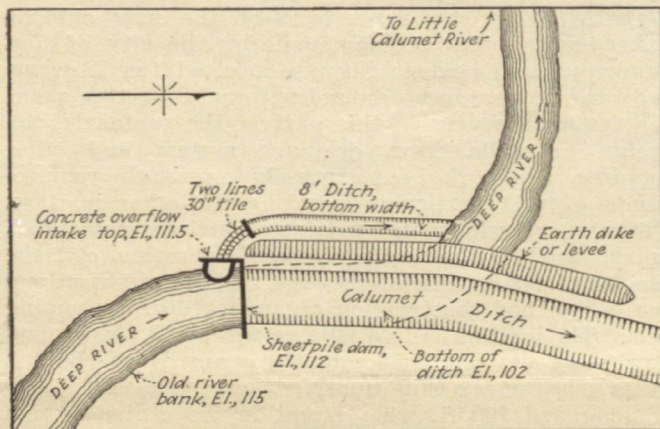 To Little
Calumet River
Two lines
30" tile
8' Ditch,
bottom width
Concrete overflow
intake top, El., 111.5
DEEP RIVER
Earth dike
or levee
Calumet
Ditch
DEEP RIVER
Sheetpile dam,
El., 112
Bottom of
ditch El., 102
Old river
bank, El., 115